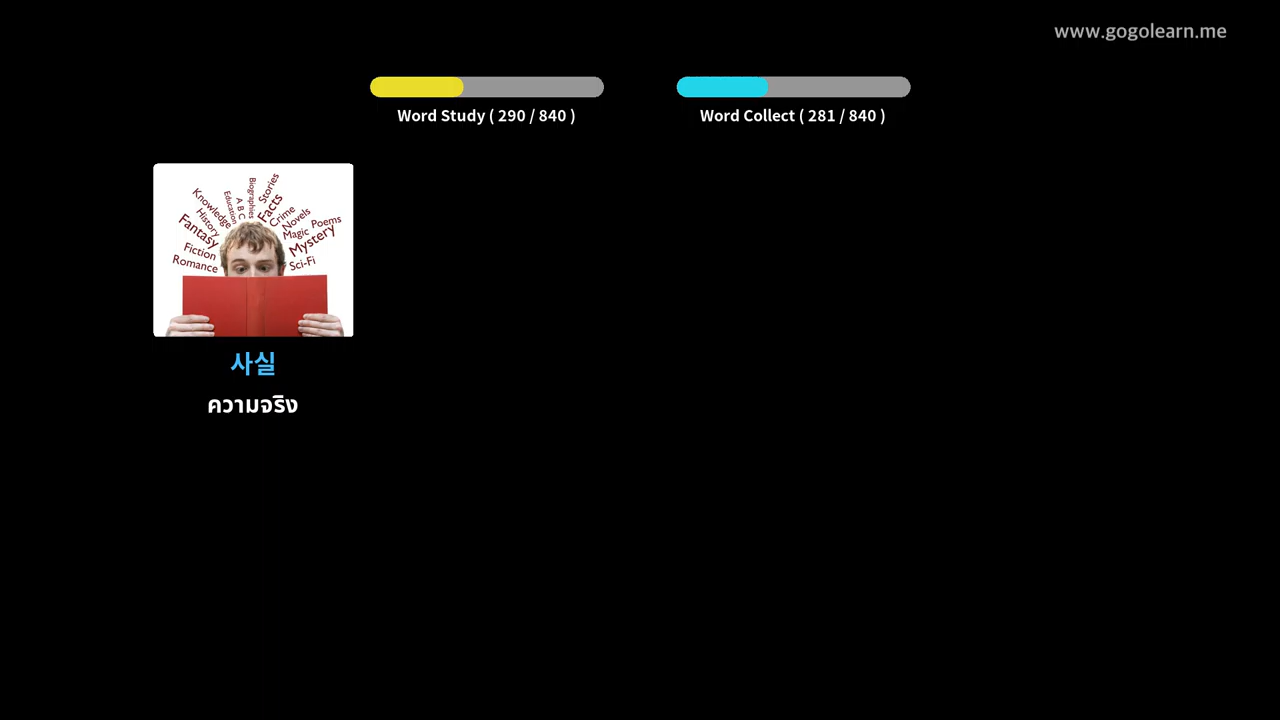 www.gogolearn.me
Word Study ( 290 / 840 )
Word Collect ( 281 / 840 )
Knowledge
History
Fantasy
Fiction
Romance
Education
A B C
Biographies
Stories
Facts
Crime
Novels
Magic
Poems
Mystery
Sci-Fi
사실
ความจริง